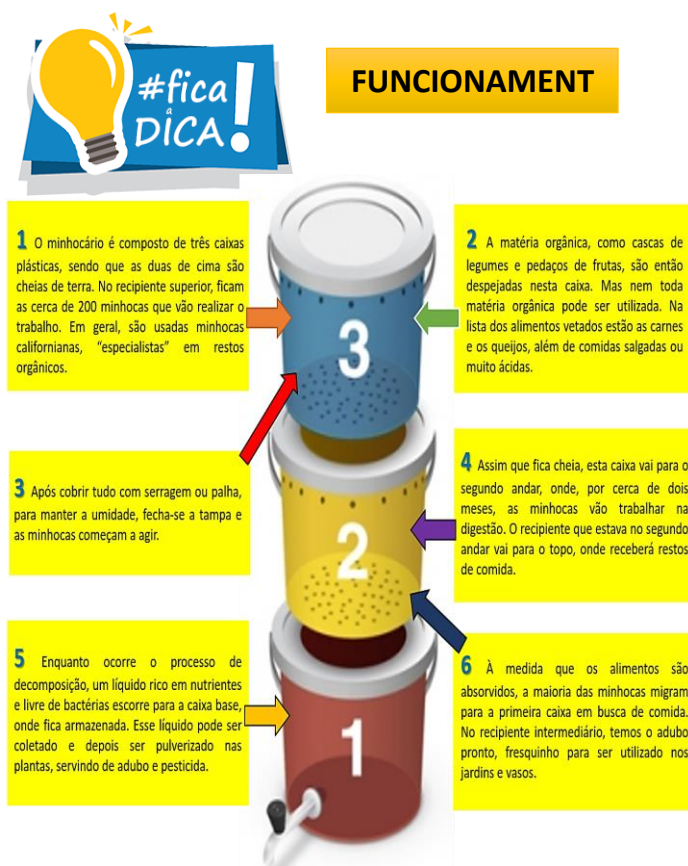 #fica
a
DICA!
FUNCIONAMENT
1 O minhocário é composto de três caixas
plásticas, sendo que as duas de cima são
cheias de terra. No recipiente superior, ficam
as cerca de 200 minhocas que vão realizar o
trabalho. Em geral, são usadas minhocas
californianas, “especialistas” em restos
orgânicos.
2 A matéria orgânica, como cascas de
legumes e pedaços de frutas, são então
despejadas nesta caixa. Mas nem toda
matéria orgânica pode ser utilizada. Na
lista dos alimentos vetados estão as carnes
e os queijos, além de comidas salgadas ou
muito ácidas.
3
3 Após cobrir tudo com serragem ou palha,
para manter a umidade, fecha-se a tampa e
as minhocas começam a agir.
4 Assim que fica cheia, esta caixa vai para o
segundo andar, onde, por cerca de dois
meses, as minhocas vão trabalhar na
digestão. O recipiente que estava no segundo
andar vai para o topo, onde receberá restos
de comida.
2
5 Enquanto ocorre o processo de
decomposição, um líquido rico em nutrientes
e livre de bactérias escorre para a caixa base,
onde fica armazenada. Esse líquido pode ser
coletado e depois ser pulverizado nas
plantas, servindo de adubo e pesticida.
6 À medida que os alimentos são
absorvidos, a maioria das minhocas migram
para a primeira caixa em busca de comida.
No recipiente intermediário, temos o adubo
pronto, fresquinho para ser utilizado nos
jardins e vasos.
1